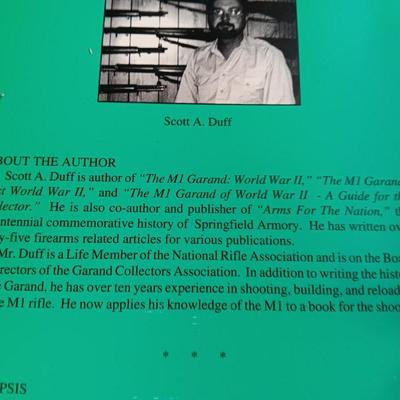 Scott A. Duff
BOUT THE AUTHOR
Scott A. Duff is author of "The M1 Garand: World War II," "The M1 Garand
World War II," and "The M1 Garand of World War II - A Guide for th
lector." He is also co-author and publisher of "Arms For The Nation," th
entennial commemorative history of Springfield Armory. He has written ov
y-five firearms related articles for various publications.
Mr. Duff is a Life Member of the National Rifle Association and is on the Boa
rectors of the Garand Collectors Association. In addition to writing the histo
Garand, he has over ten years experience in shooting, building, and reload
M1 rifle. He now applies his knowledge of the M1 to a book for the shoo
* * *
PSIS